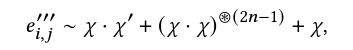 e‴ᵢ,ⱼ ∼ χ · χ′ + (χ · χ)^{⊛(2n−1)} + χ,